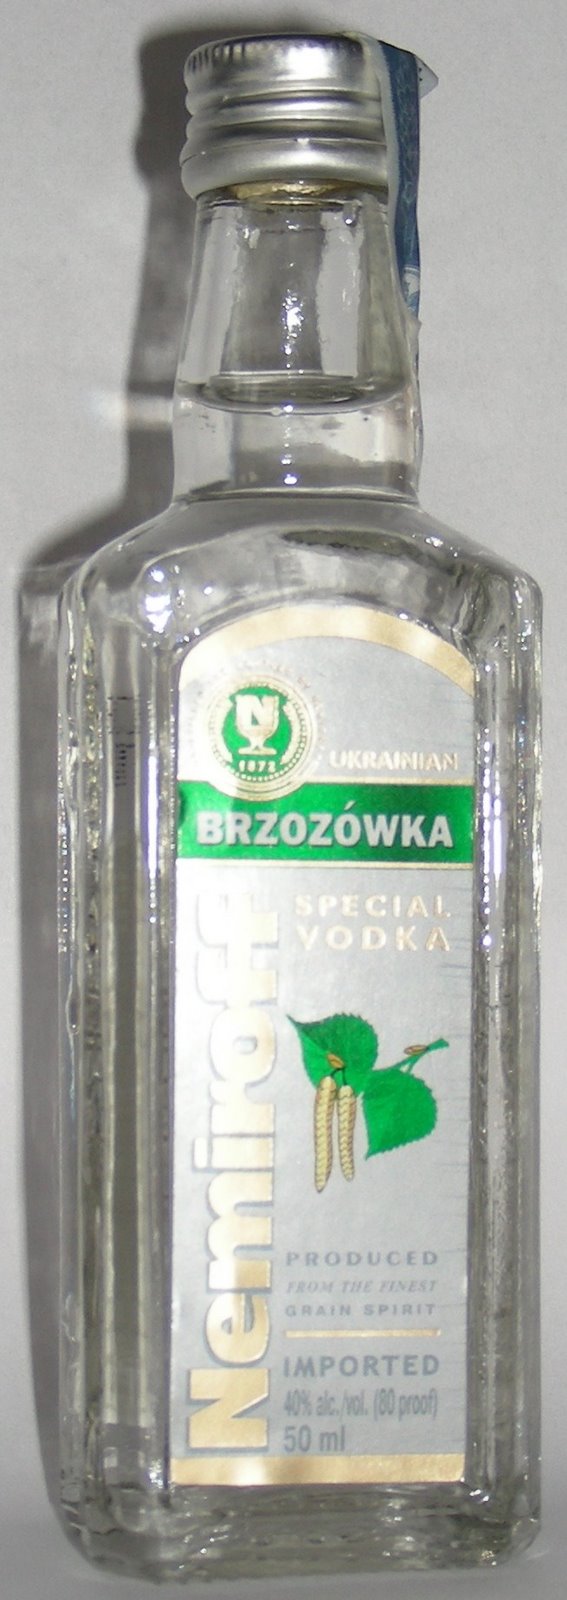 N
1872
UKRAINIAN
BRZOZÓWKA
SPECIAL
VODKA
Nemiroff
PRODUCED
FROM THE FINEST
GRAIN SPIRIT
IMPORTED
40% alc./vol. (80 proof)
50 ml